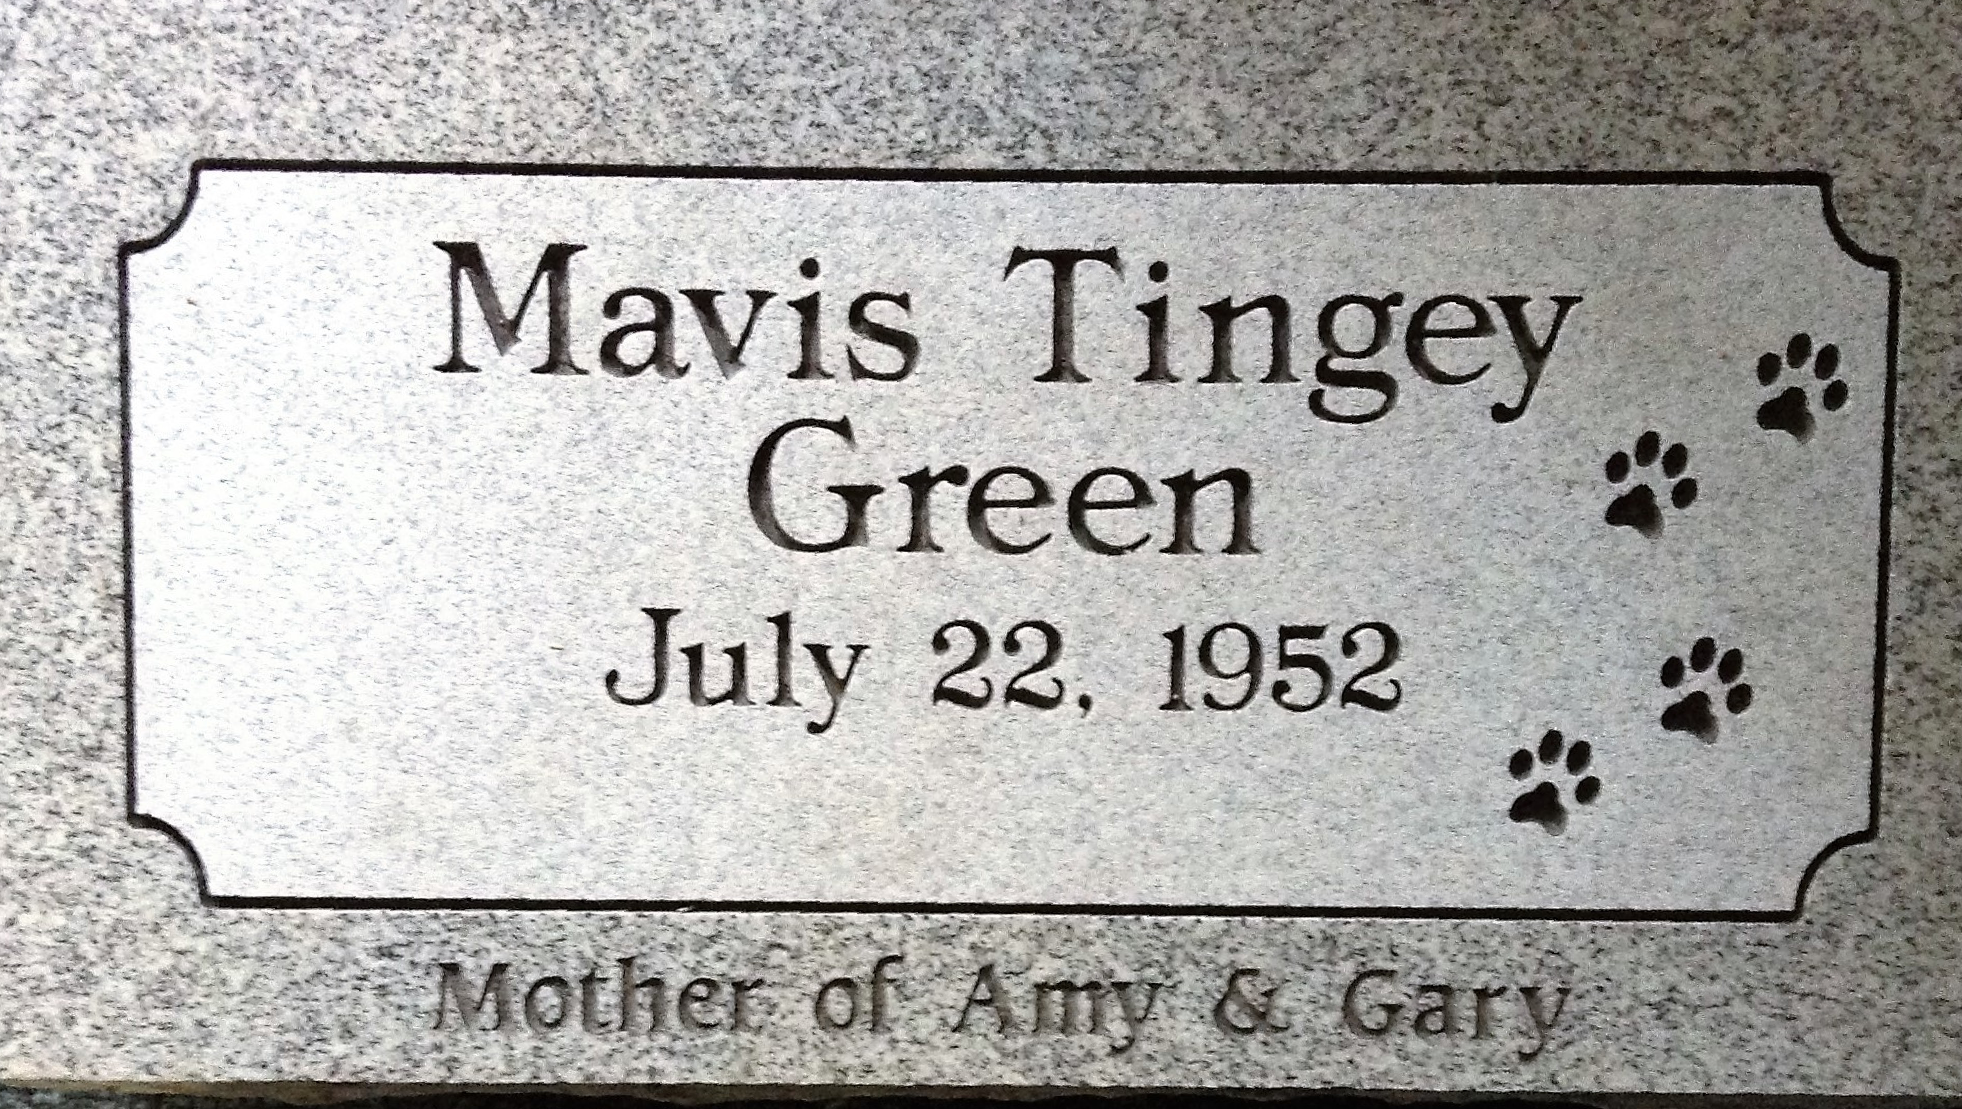 Mavis Tingey
Green
July 22, 1952
Mother of Amy & Gary